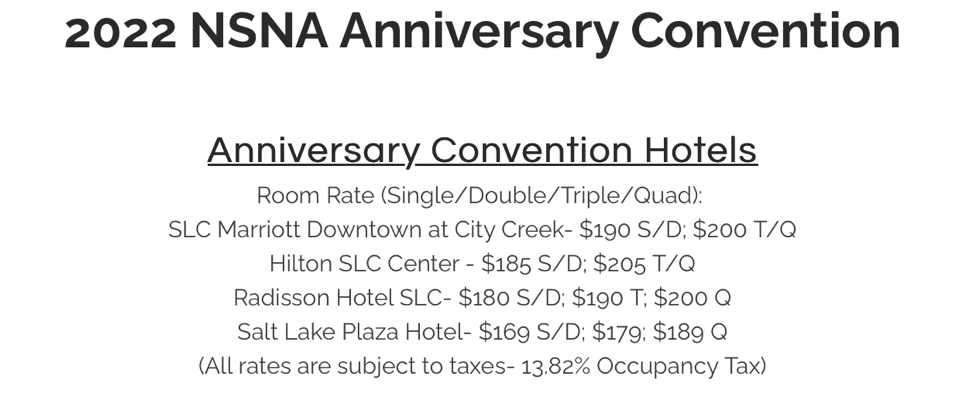 2022 NSNA Anniversary Convention
Anniversary Convention Hotels
Room Rate (Single/Double/Triple/Quad):
SLC Marriott Downtown at City Creek- $190 S/D; $200 T/Q
Hilton SLC Center - $185 S/D; $205 T/Q
Radisson Hotel SLC- $180 S/D; $190 T; $200 Q
Salt Lake Plaza Hotel- $169 S/D; $179; $189 Q
(All rates are subject to taxes- 13.82% Occupancy Tax)